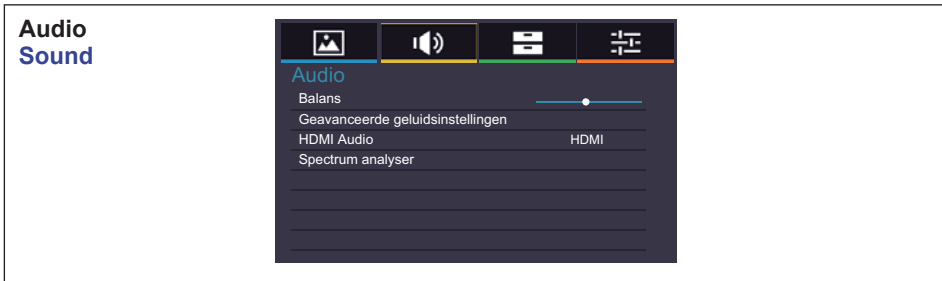 Audio
Sound
Audio
Balans
Geavanceerde geluidsinstellingen
HDMI Audio HDMI
Spectrum analyser